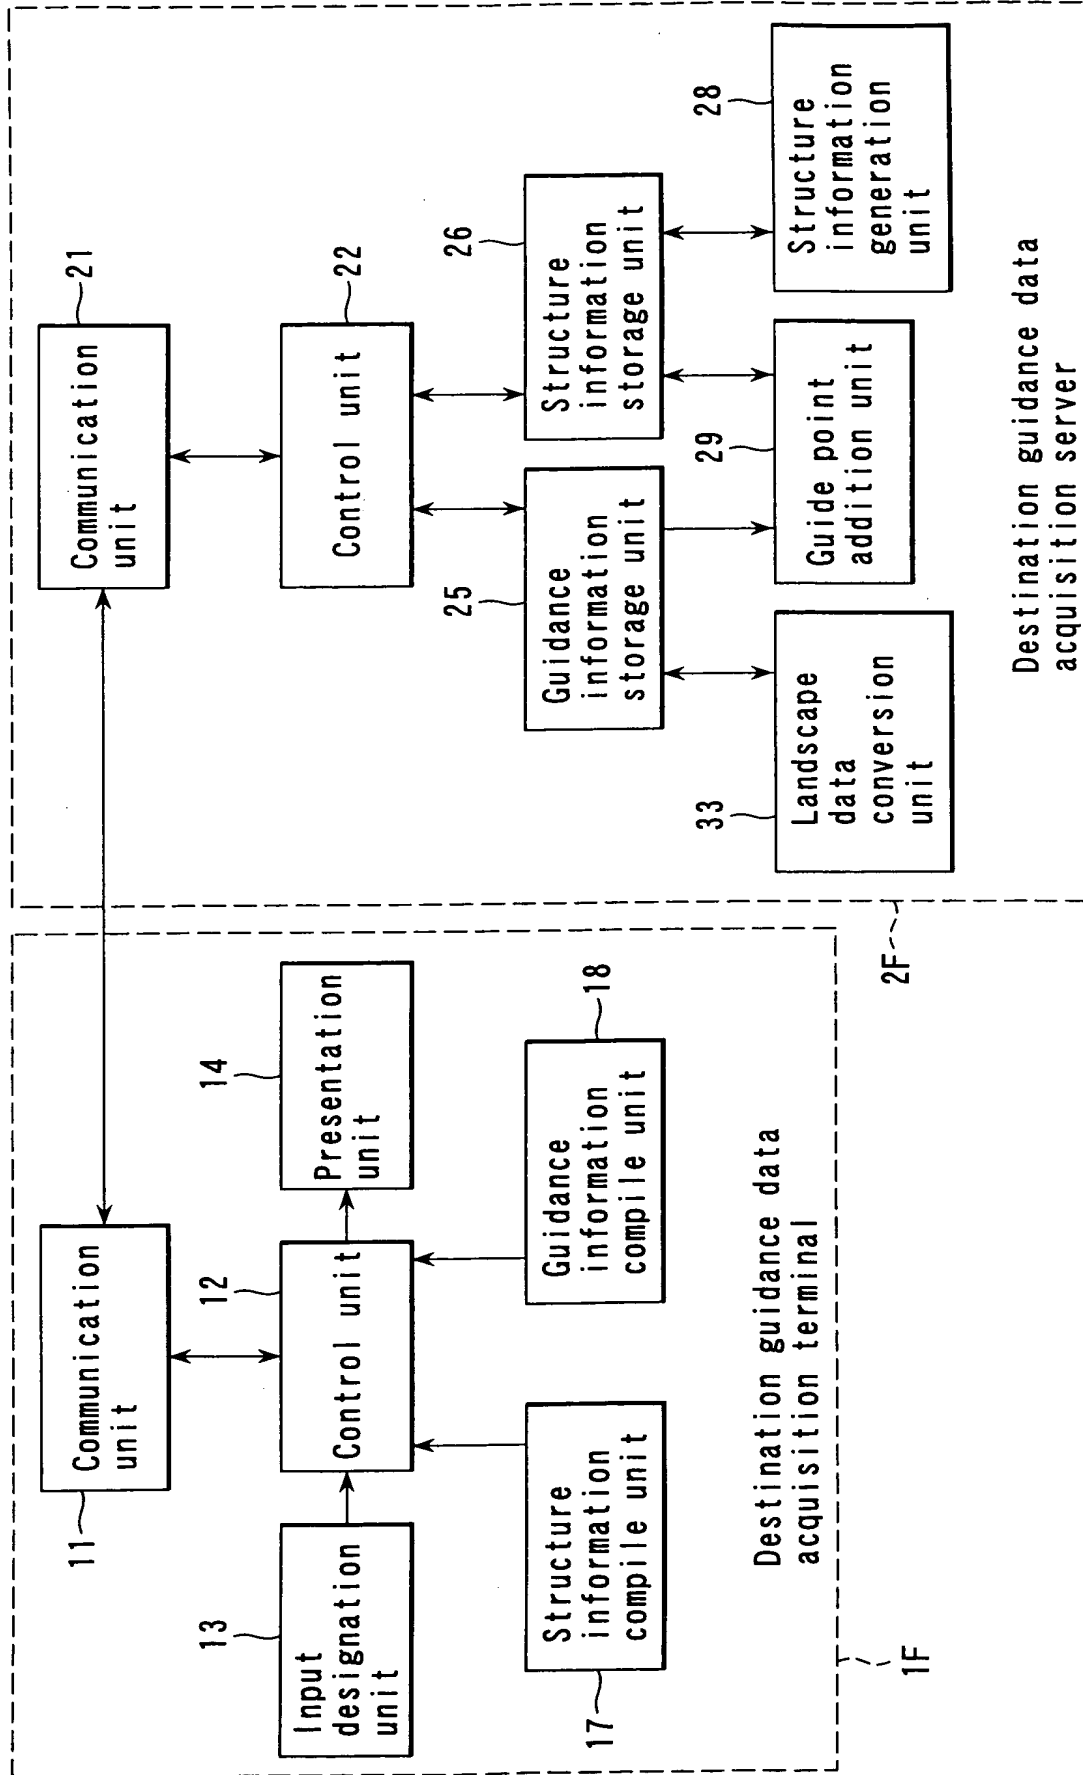 11
Communication
unit
13
Input
designation
unit
12
Control unit
14
Presentation
unit
17
Structure
information
compile unit
Guidance
information
compile unit
18
Destination guidance data
acquisition terminal
1F
Communication
unit
21
Control unit
22
25
Guidance
information
storage unit
26
Structure
information
storage unit
33
Landscape
data
conversion
unit
29
Guide point
addition unit
28
Structure
information
generation
unit
Destination guidance data
acquisition server
2F